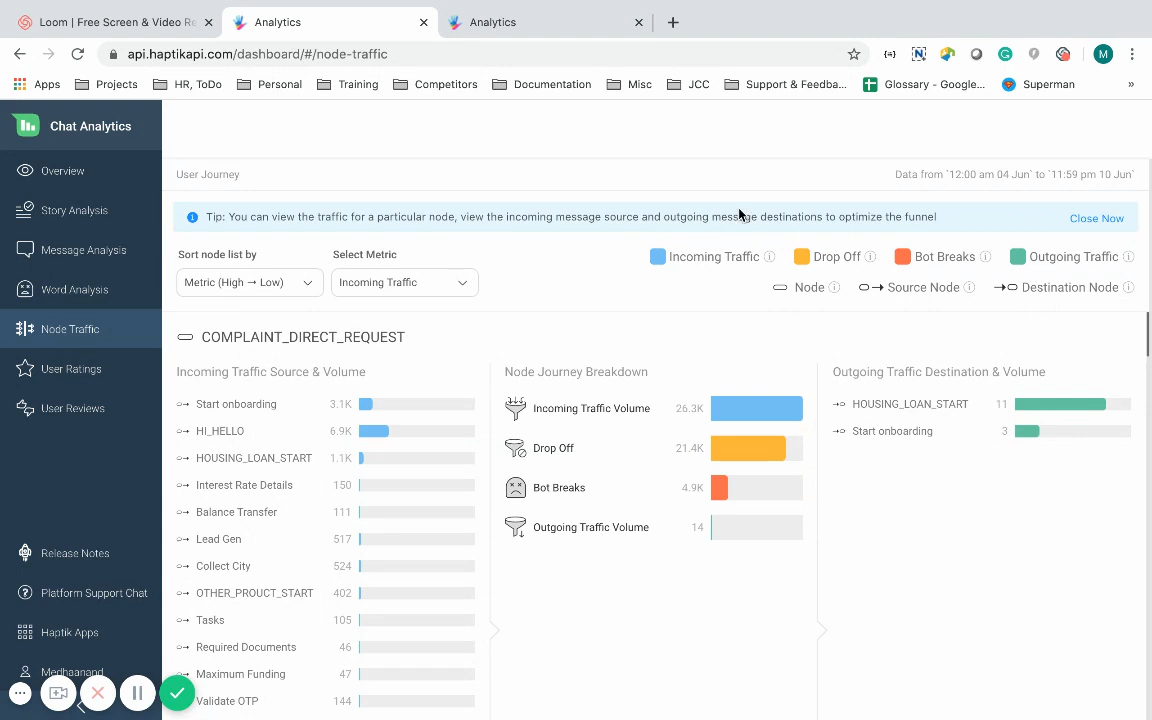 Loom | Free Screen & Video Re
Analytics
Analytics
api.haptikapi.com/dashboard/#/node-traffic
M
Apps
Projects
HR, ToDo
Personal
Training
Competitors
Documentation
Misc
JCC
Support & Feedba...
Glossary - Google...
Superman
»
Chat Analytics
Overview
Story Analysis
Message Analysis
Word Analysis
Node Traffic
User Ratings
User Reviews
Release Notes
Platform Support Chat
Haptik Apps
Medhaanand
User Journey
Data from `12:00 am 04 Jun` to `11:59 pm 10 Jun`
Tip: You can view the traffic for a particular node, view the incoming message source and outgoing message destinations to optimize the funnel
Close Now
Sort node list by
Metric (High → Low)
Select Metric
Incoming Traffic
Incoming Traffic
Drop Off
Bot Breaks
Outgoing Traffic
Node
Source Node
Destination Node
COMPLAINT_DIRECT_REQUEST
Incoming Traffic Source & Volume
Start onboarding 3.1K
HI_HELLO 6.9K
HOUSING_LOAN_START 1.1K
Interest Rate Details 150
Balance Transfer 111
Lead Gen 517
Collect City 524
OTHER_PROUCT_START 402
Tasks 105
Required Documents 46
Maximum Funding 47
Validate OTP 144
Node Journey Breakdown
Incoming Traffic Volume 26.3K
Drop Off 21.4K
Bot Breaks 4.9K
Outgoing Traffic Volume 14
Outgoing Traffic Destination & Volume
HOUSING_LOAN_START 11
Start onboarding 3